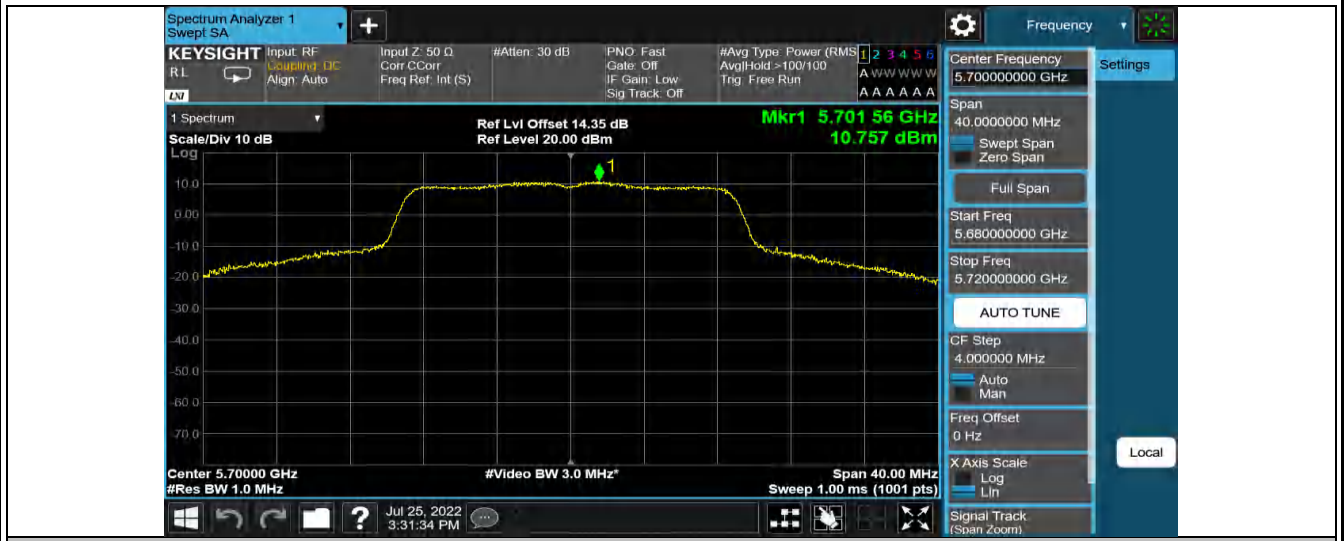 Spectrum Analyzer 1
Swept SA
Frequency
KEYSIGHT
RL
LXI
Input: RF
Coupling: DC
Align: Auto
Input Z: 50 Ω
Corr CCorr
Freq Ref: Int (S)
#Atten: 30 dB
PNO: Fast
Gate: Off
IF Gain: Low
Sig Track: Off
#Avg Type: Power (RMS
Avg|Hold:>100/100
Trig: Free Run
1 2 3 4 5 6
A W W W W W
A A A A A A
1 Spectrum
Scale/Div 10 dB
Log
Ref Lvl Offset 14.35 dB
Ref Level 20.00 dBm
Mkr1 5.701 56 GHz
10.757 dBm
1
10.0
0.00
-10.0
-20.0
-30.0
-40.0
-50.0
-60.0
-70.0
Center 5.70000 GHz
#Res BW 1.0 MHz
#Video BW 3.0 MHz*
Span 40.00 MHz
Sweep 1.00 ms (1001 pts)
?
Jul 25, 2022
3:31:34 PM
Center Frequency
5.700000000 GHz
Settings
Span
40.0000000 MHz
Swept Span
Zero Span
Full Span
Start Freq
5.680000000 GHz
Stop Freq
5.720000000 GHz
AUTO TUNE
CF Step
4.000000 MHz
Auto
Man
Freq Offset
0 Hz
X Axis Scale
Log
Lin
Local
Signal Track
(Span Zoom)